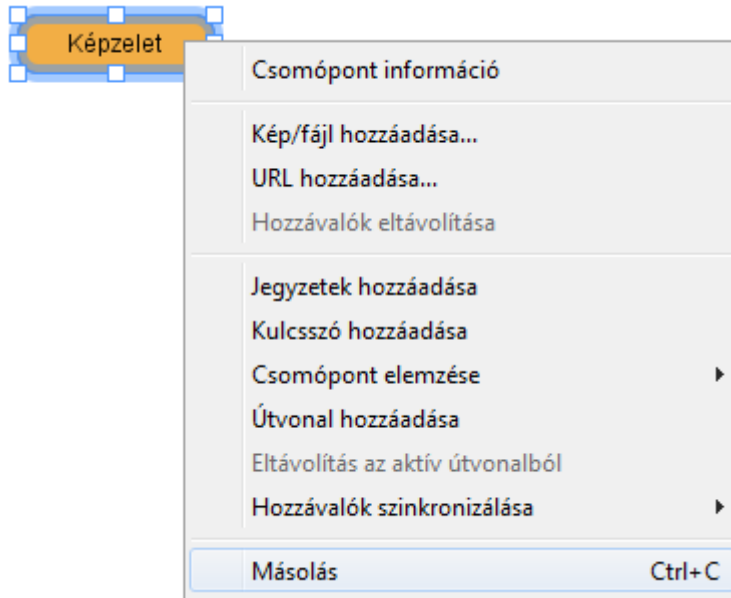 Képzelet
Csomópont információ
Kép/fájl hozzáadása...
URL hozzáadása...
Hozzávalók eltávolítása
Jegyzetek hozzáadása
Kulcsszó hozzáadása
Csomópont elemzése
Útvonal hozzáadása
Eltávolítás az aktív útvonalból
Hozzávalók szinkronizálása
Másolás Ctrl+C